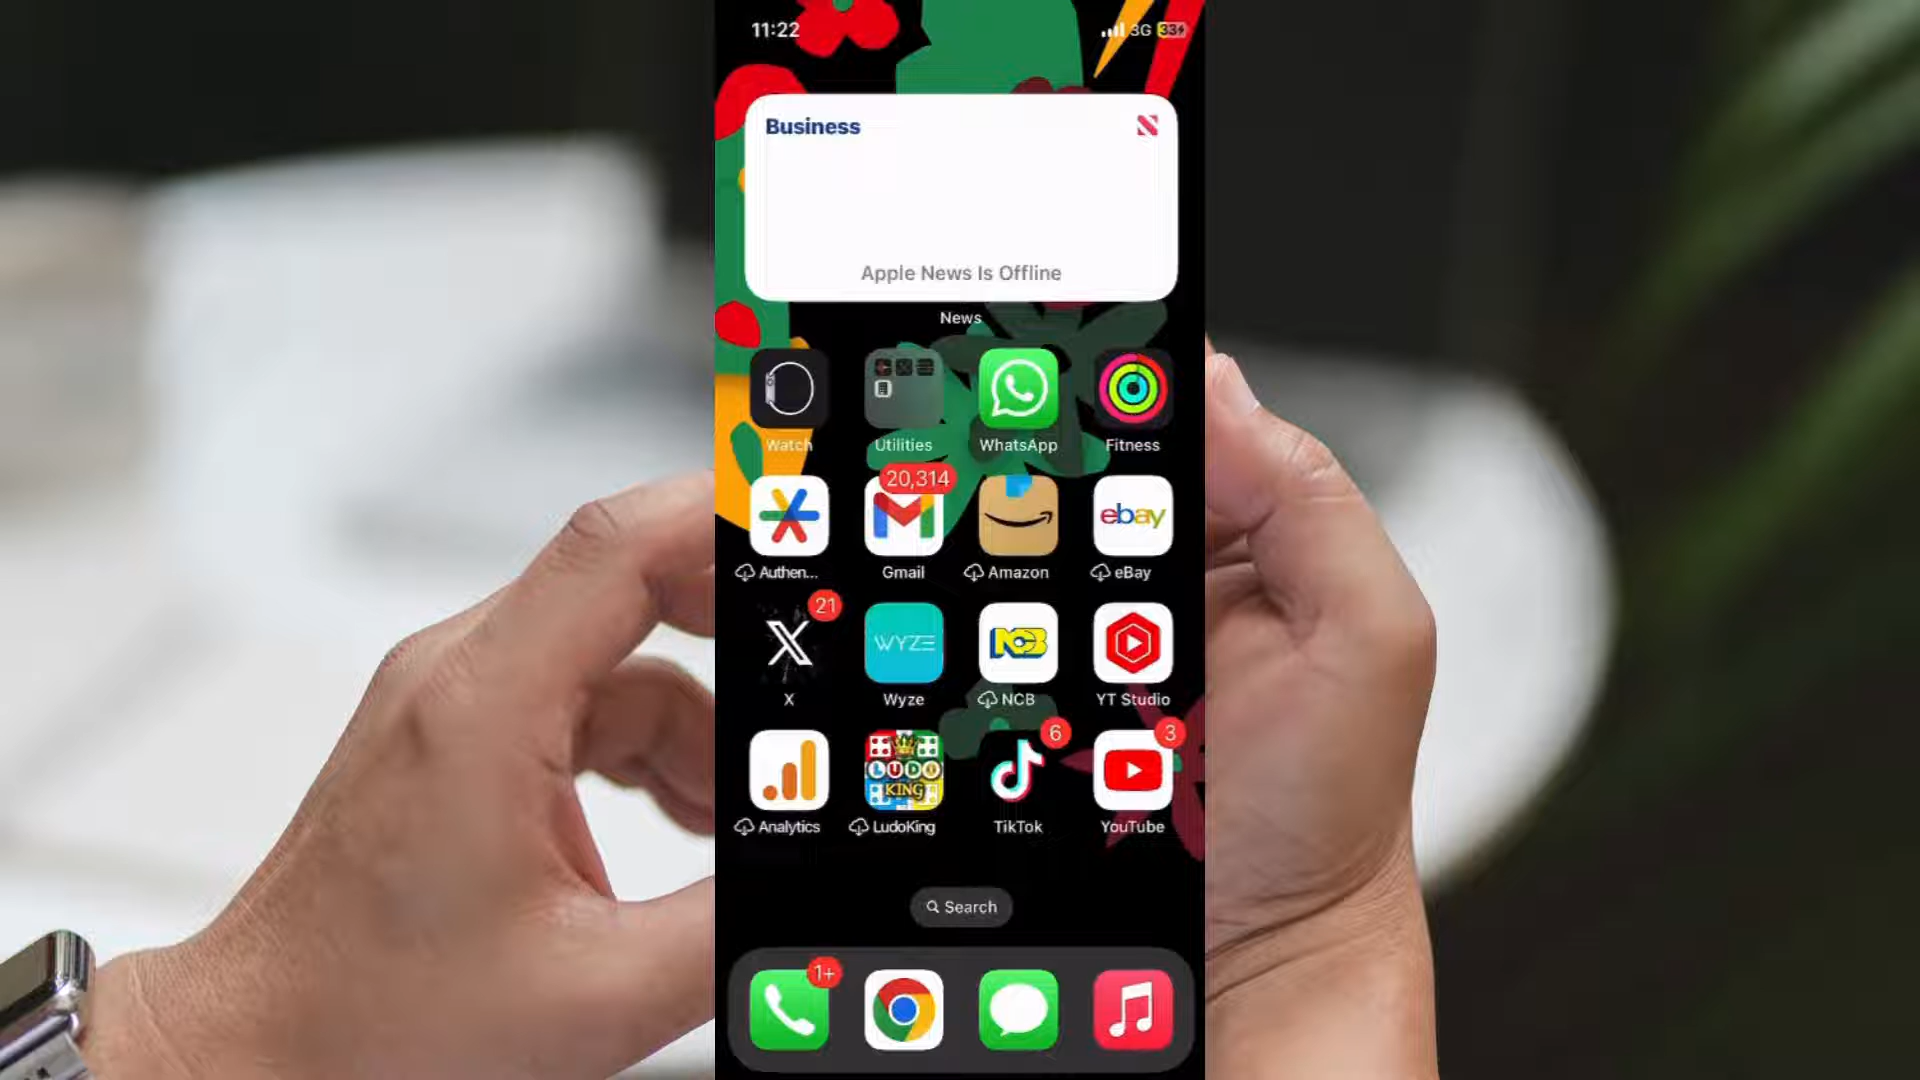 11:22
3G 33
Business
Apple News Is Offline
News
Watch
Utilities
WhatsApp
Fitness
20,314
ebay
Authen...
Gmail
Amazon
eBay
21
WYZE
NCB
X
Wyze
NCB
YT Studio
6
3
LUDO
KING
Analytics
LudoKing
TikTok
YouTube
Search
1+